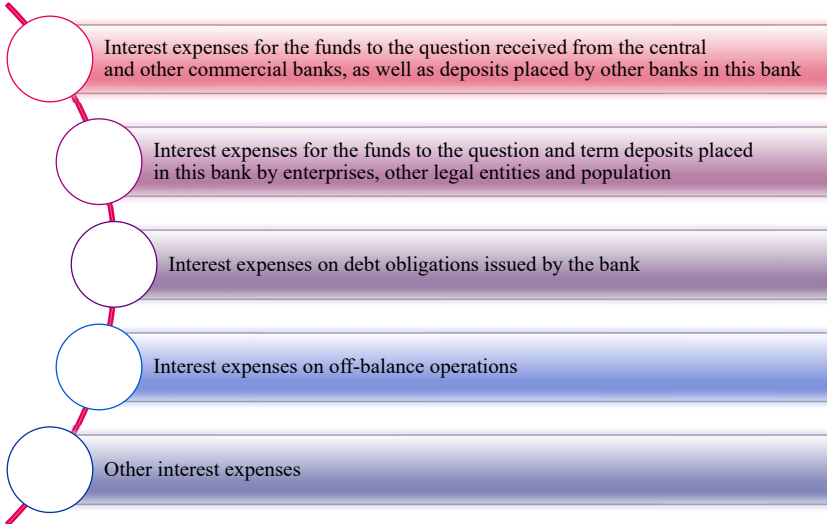 Interest expenses for the funds to the question received from the central
and other commercial banks, as well as deposits placed by other banks in this bank
Interest expenses for the funds to the question and term deposits placed
in this bank by enterprises, other legal entities and population
Interest expenses on debt obligations issued by the bank
Interest expenses on off-balance operations
Other interest expenses